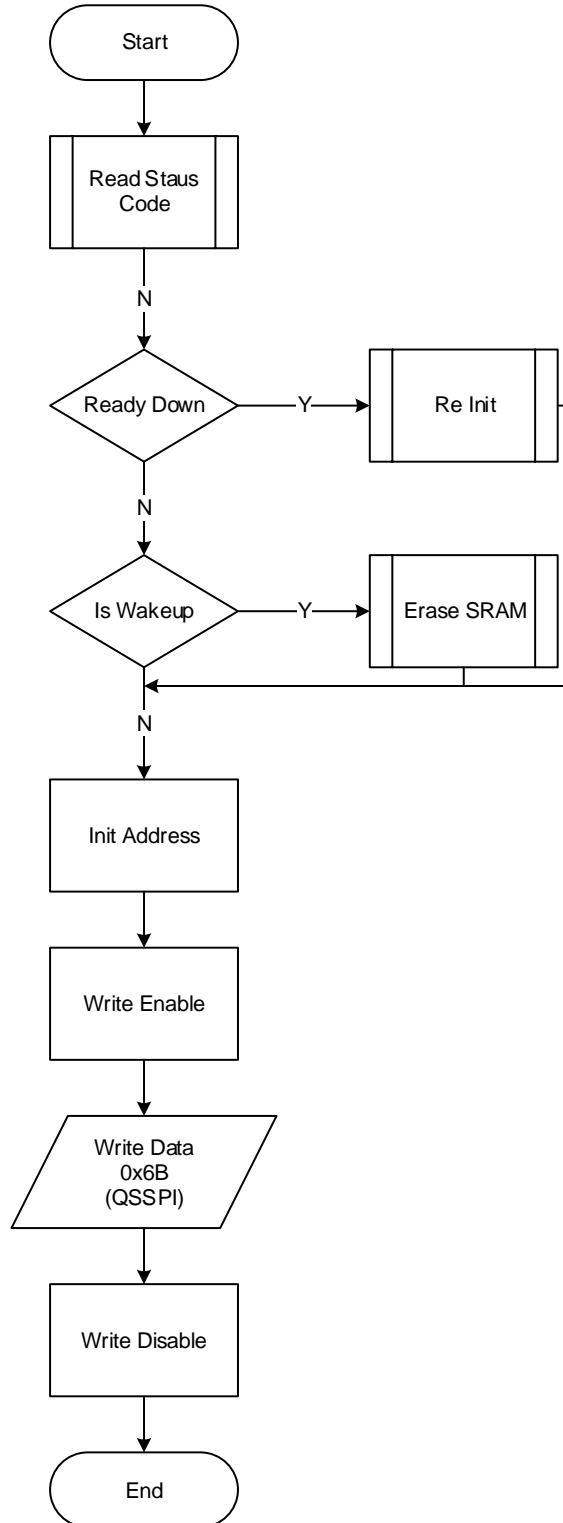 Start
Read Staus
Code
N
Ready Down
Y
Re Init
N
Is Wakeup
Y
Erase SRAM
N
Init Address
Write Enable
Write Data
0x6B
(QSSPI)
Write Disable
End